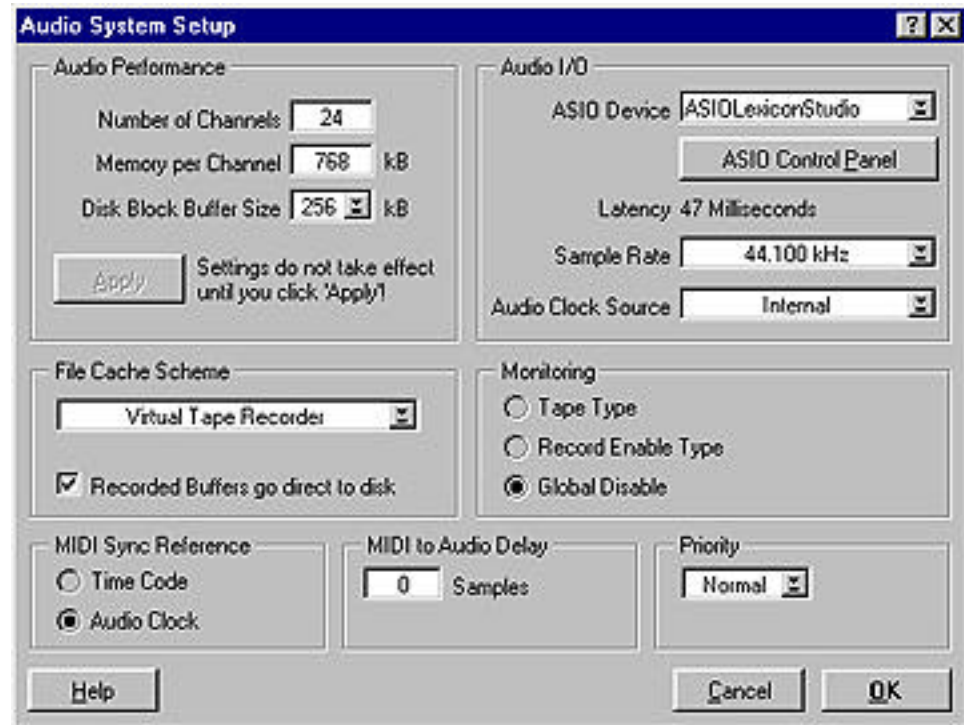 Audio System Setup
Audio Performance
Number of Channels 24
Memory per Channel 768 kB
Disk Block Buffer Size 256 kB
Apply
Settings do not take effect
until you click 'Apply'!
Audio I/O
ASIO Device ASIOLexiconStudio
ASIO Control Panel
Latency 47 Milliseconds
Sample Rate 44.100 kHz
Audio Clock Source Internal
File Cache Scheme
Virtual Tape Recorder
Recorded Buffers go direct to disk
Monitoring
Tape Type
Record Enable Type
Global Disable
MIDI Sync Reference
Time Code
Audio Clock
MIDI to Audio Delay
0 Samples
Priority
Normal
Help
Cancel
OK